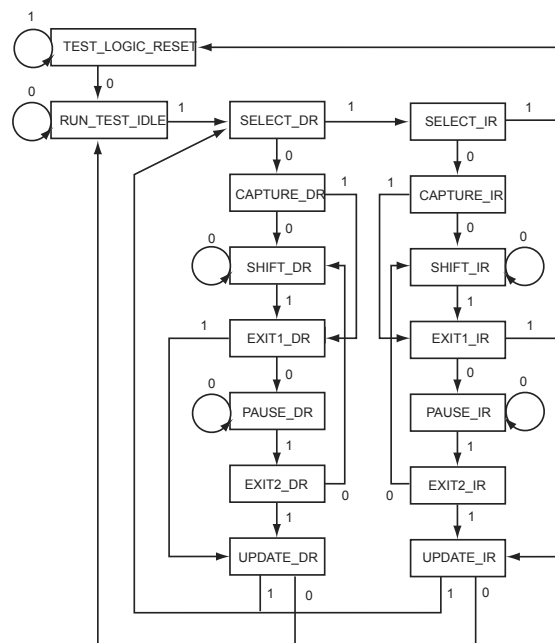 1
TEST_LOGIC_RESET
0
0
RUN_TEST_IDLE
1
SELECT_DR
1
SELECT_IR
1
0
0
CAPTURE_DR
1
1
CAPTURE_IR
0
0
0
SHIFT_DR
SHIFT_IR
0
1
1
1
EXIT1_DR
EXIT1_IR
1
0
0
0
PAUSE_DR
PAUSE_IR
0
1
1
EXIT2_DR
0
0
EXIT2_IR
1
1
UPDATE_DR
UPDATE_IR
1
0
1
0